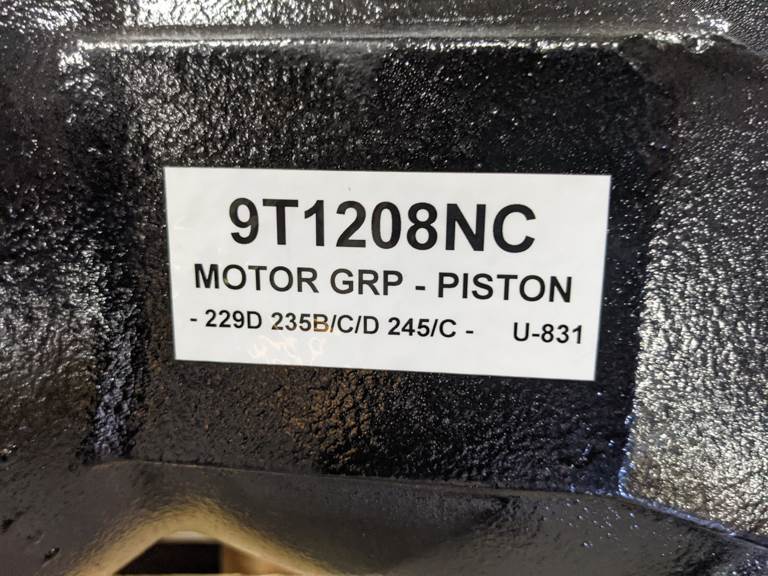 9T1208NC
MOTOR GRP - PISTON
- 229D 235B/C/D 245/C - U-831